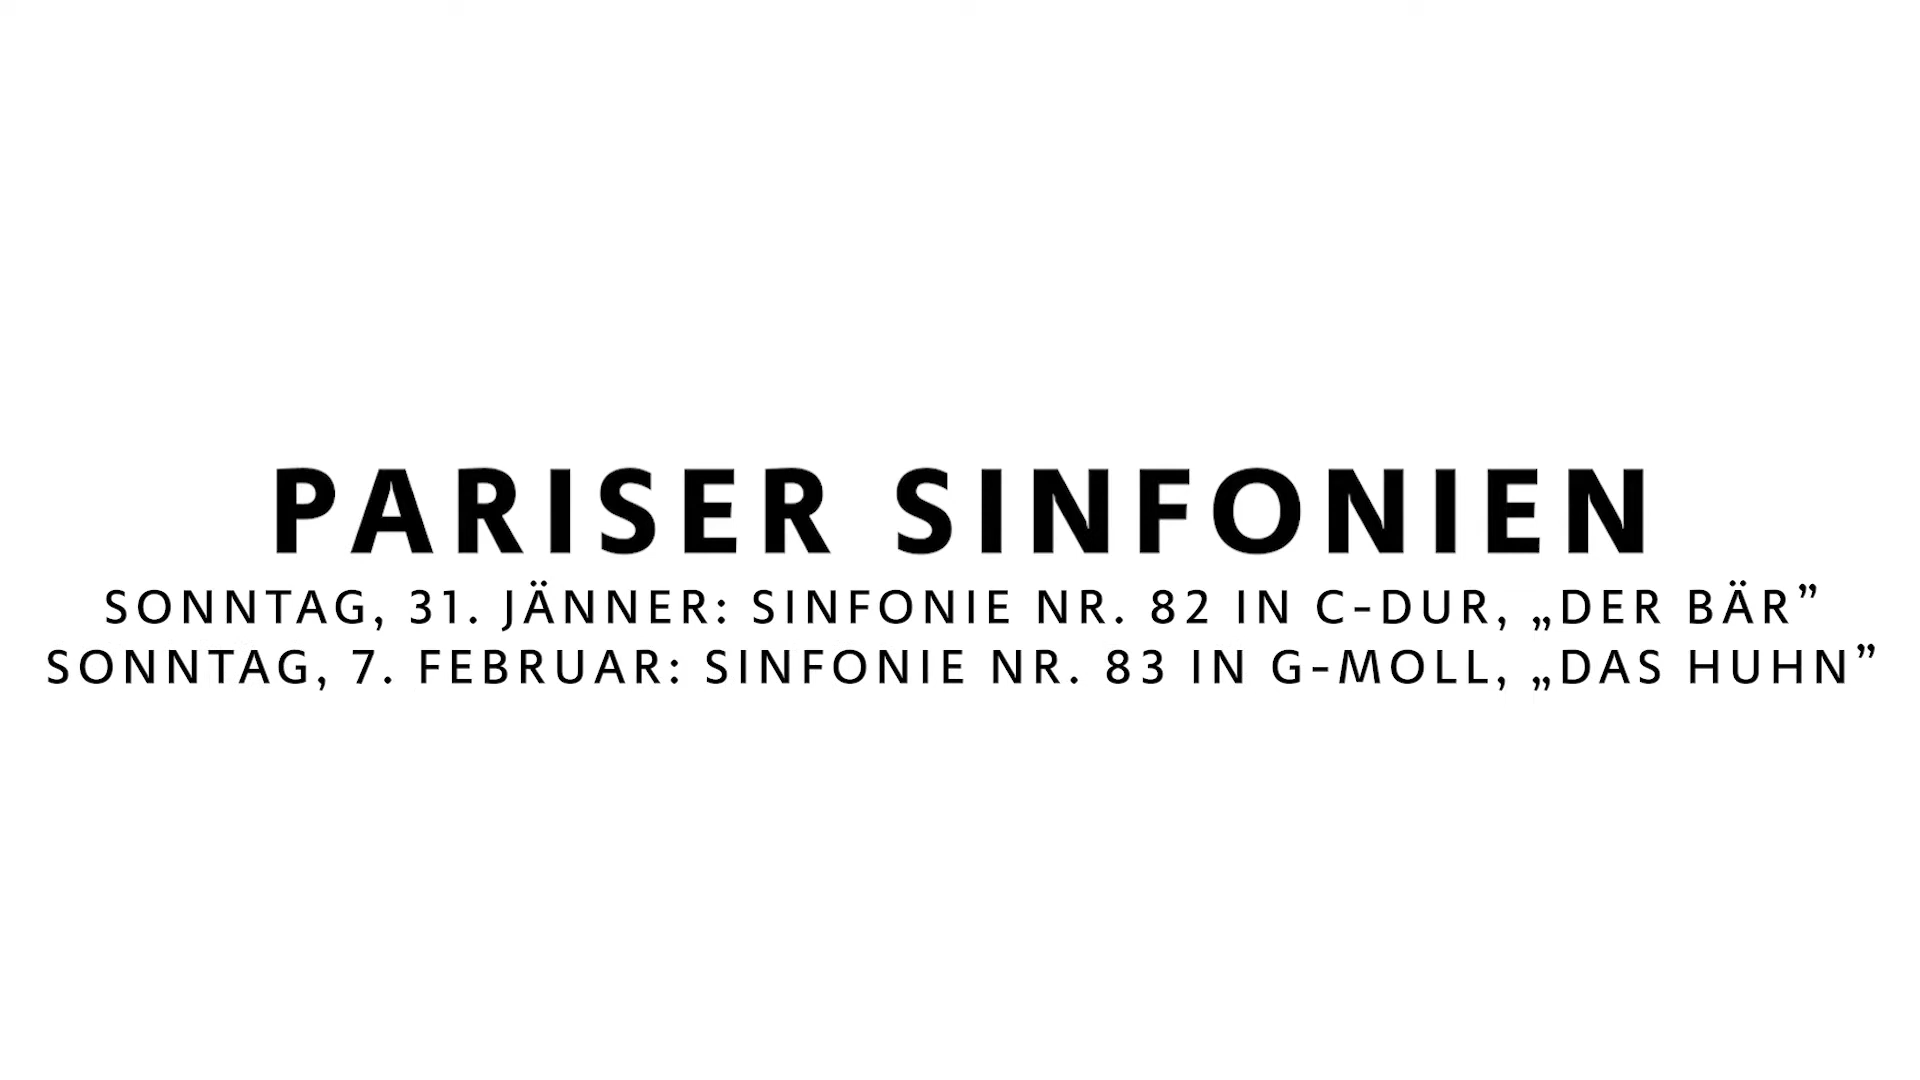 PARISER SINFONIEN
SONNTAG, 31. JÄNNER: SINFONIE NR. 82 IN C-DUR, „DER BÄR”
SONNTAG, 7. FEBRUAR: SINFONIE NR. 83 IN G-MOLL, „DAS HUHN”